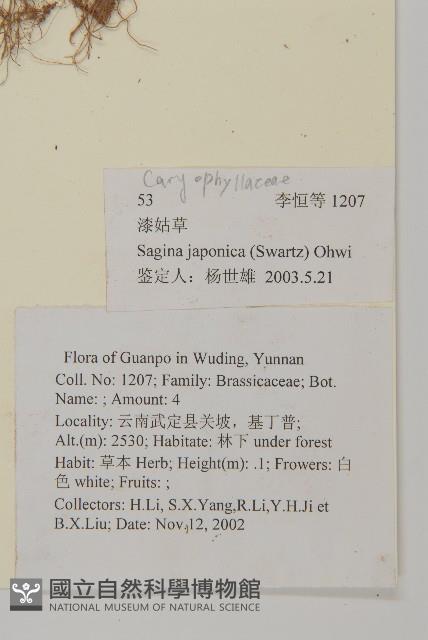 Caryophyllaceae
53 李恒等 1207
漆姑草
Sagina japonica (Swartz) Ohwi
鉴定人：杨世雄 2003.5.21
Flora of Guanpo in Wuding, Yunnan
Coll. No: 1207; Family: Brassicaceae; Bot.
Name: ; Amount: 4
Locality: 云南武定县关坡，基丁普;
Alt.(m): 2530; Habitate: 林下 under forest
Habit: 草本 Herb; Height(m): .1; Frowers: 白
色 white; Fruits: ;
Collectors: H.Li, S.X.Yang,R.Li,Y.H.Ji et
B.X.Liu; Date: Nov,12, 2002
國立自然科學博物館
NATIONAL MUSEUM OF NATURAL SCIENCE